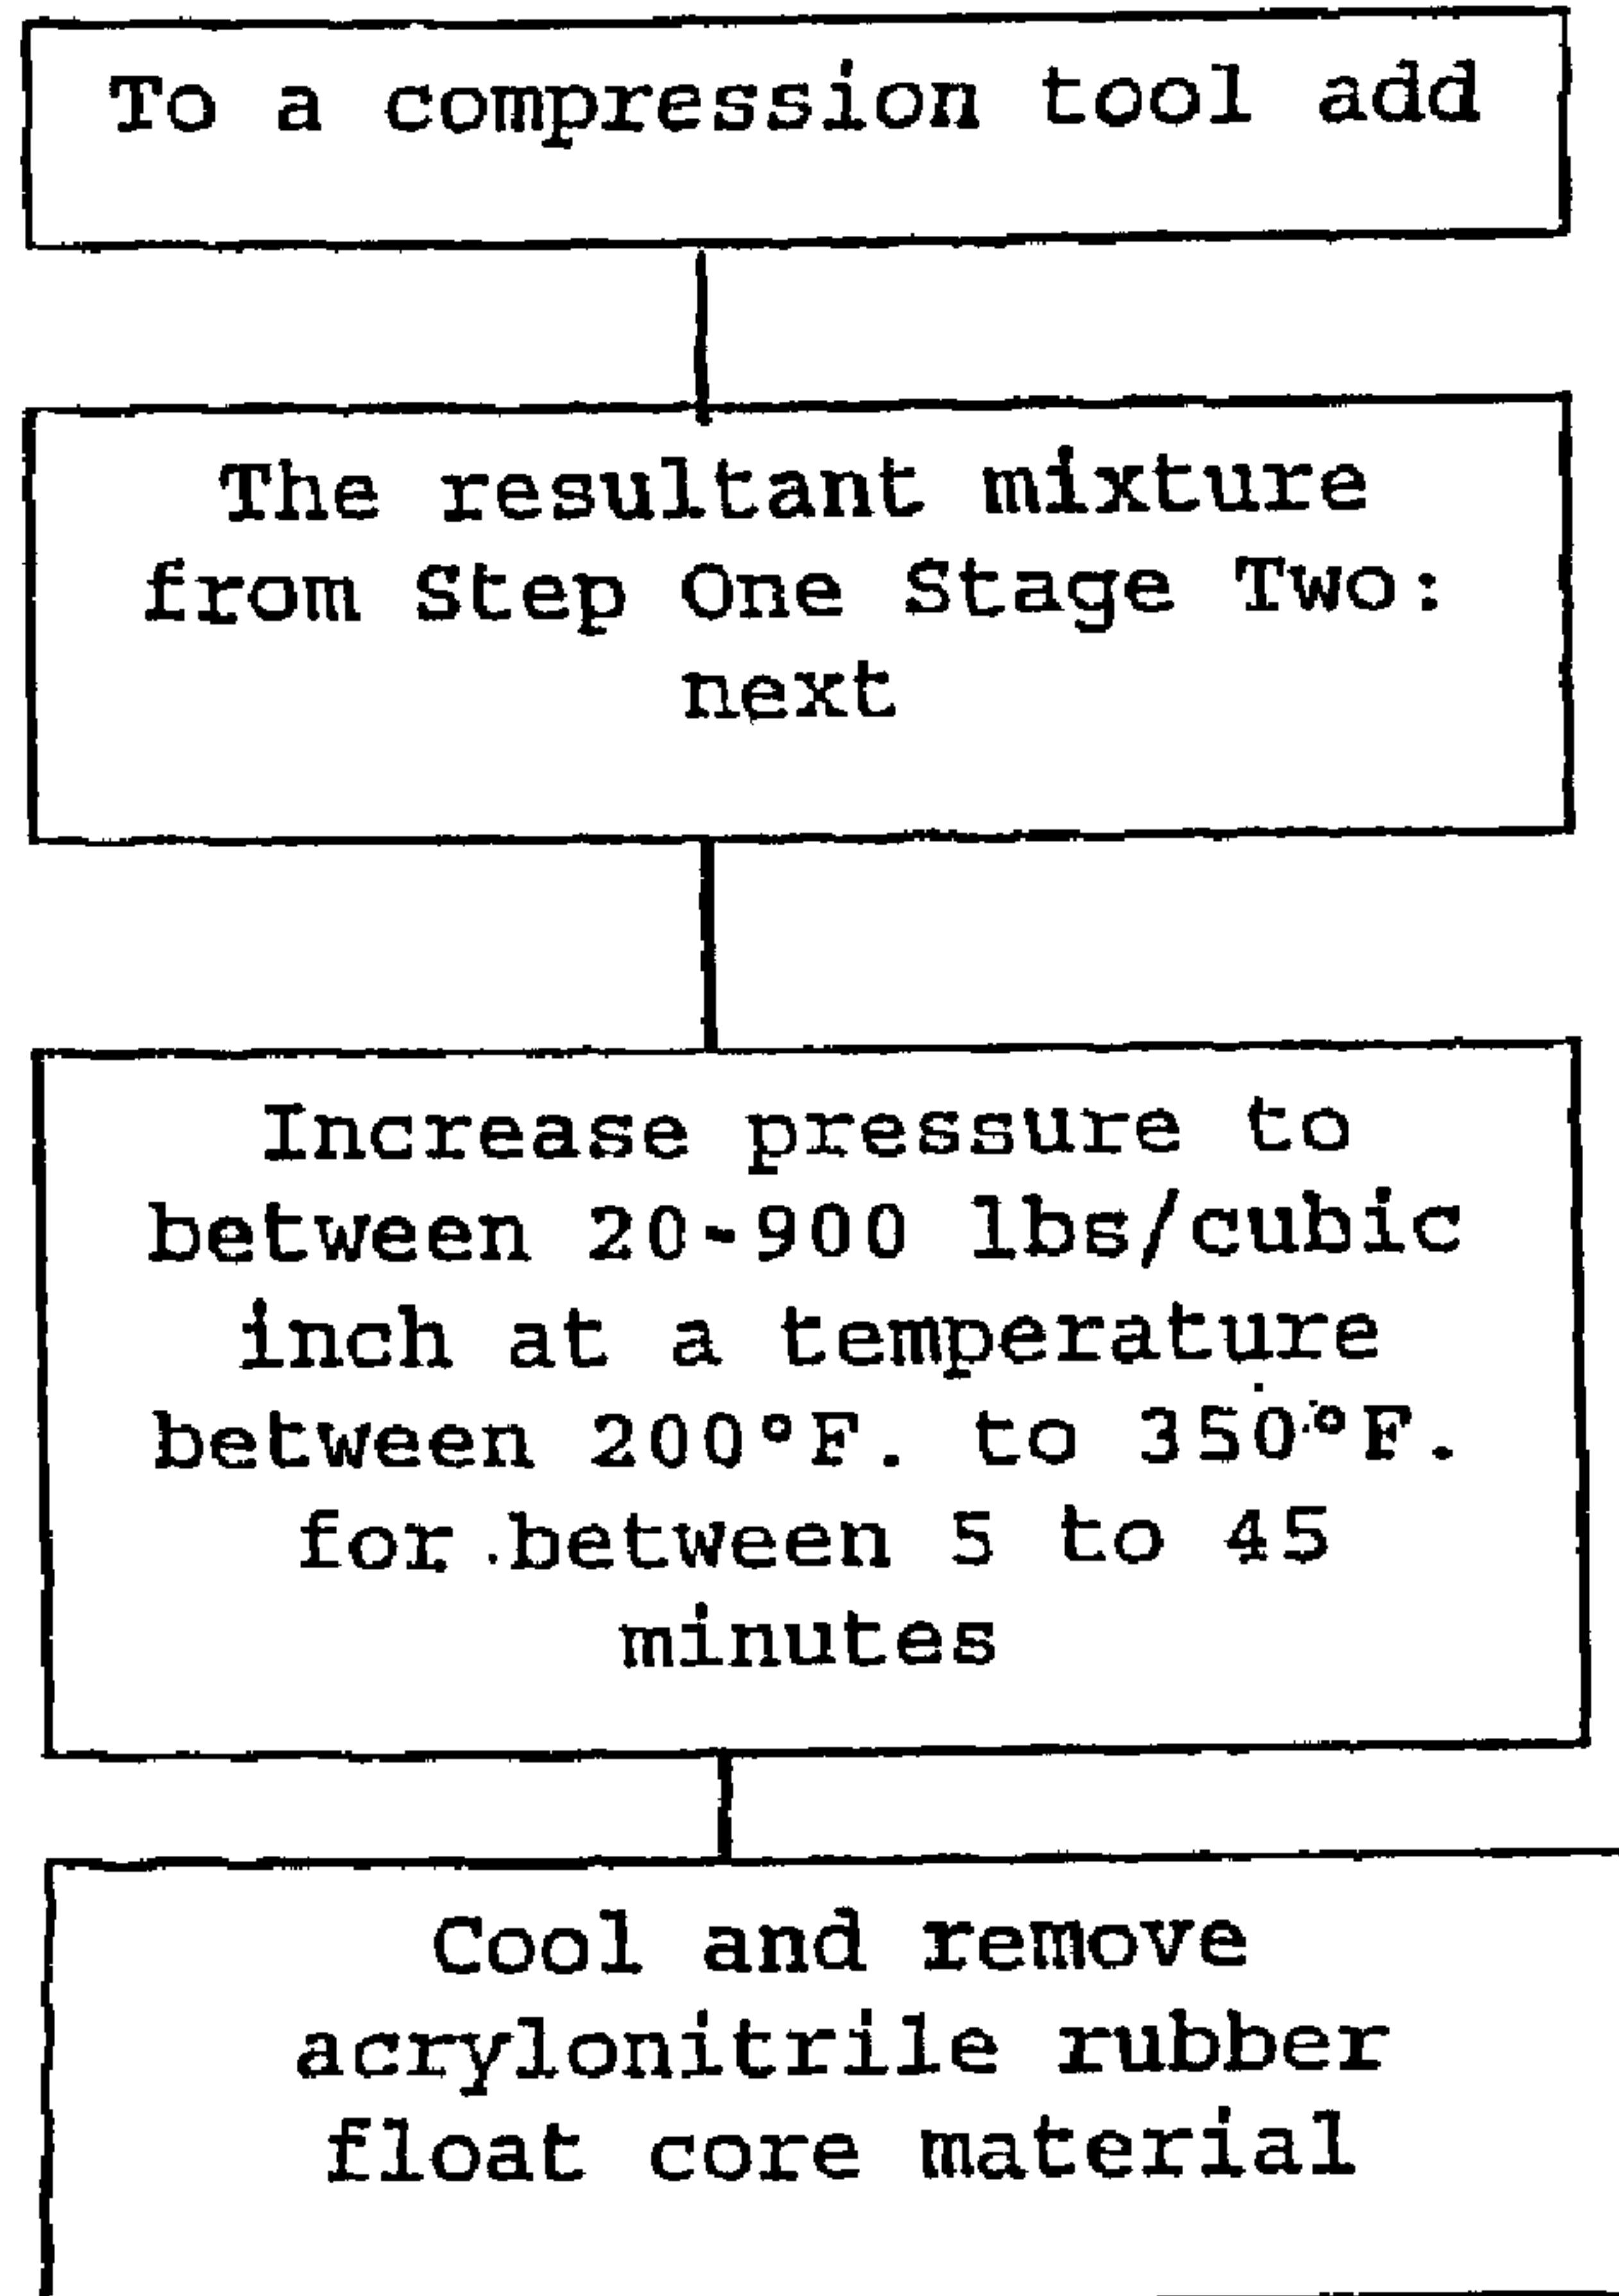 To a compression tool add
The resultant mixture
from Step One Stage Two:
next
Increase pressure to
between 20-900 lbs/cubic
inch at a temperature
between 200°F. to 350°F.
for between 5 to 45
minutes
Cool and remove
acrylonitrile rubber
float core material